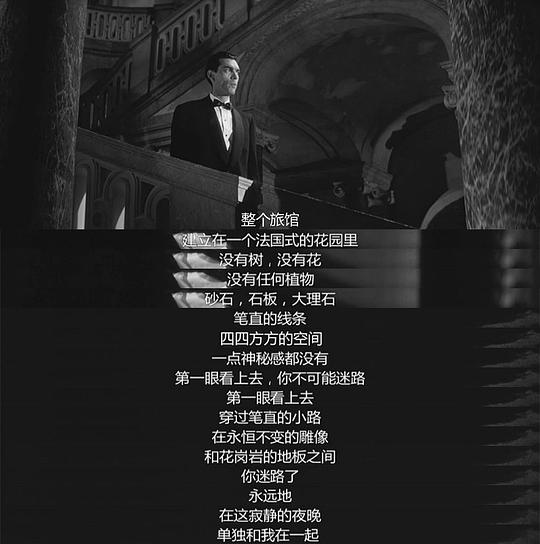 整个旅馆
建立在一个法国式的花园里
没有树，没有花
没有任何植物
砂石，石板，大理石
笔直的线条
四四方方的空间
一点神秘感都没有
第一眼看上去，你不可能迷路
第一眼看上去
穿过笔直的小路
在永恒不变的雕像
和花岗岩的地板之间
你迷路了
永远地
在这寂静的夜晚
单独和我在一起